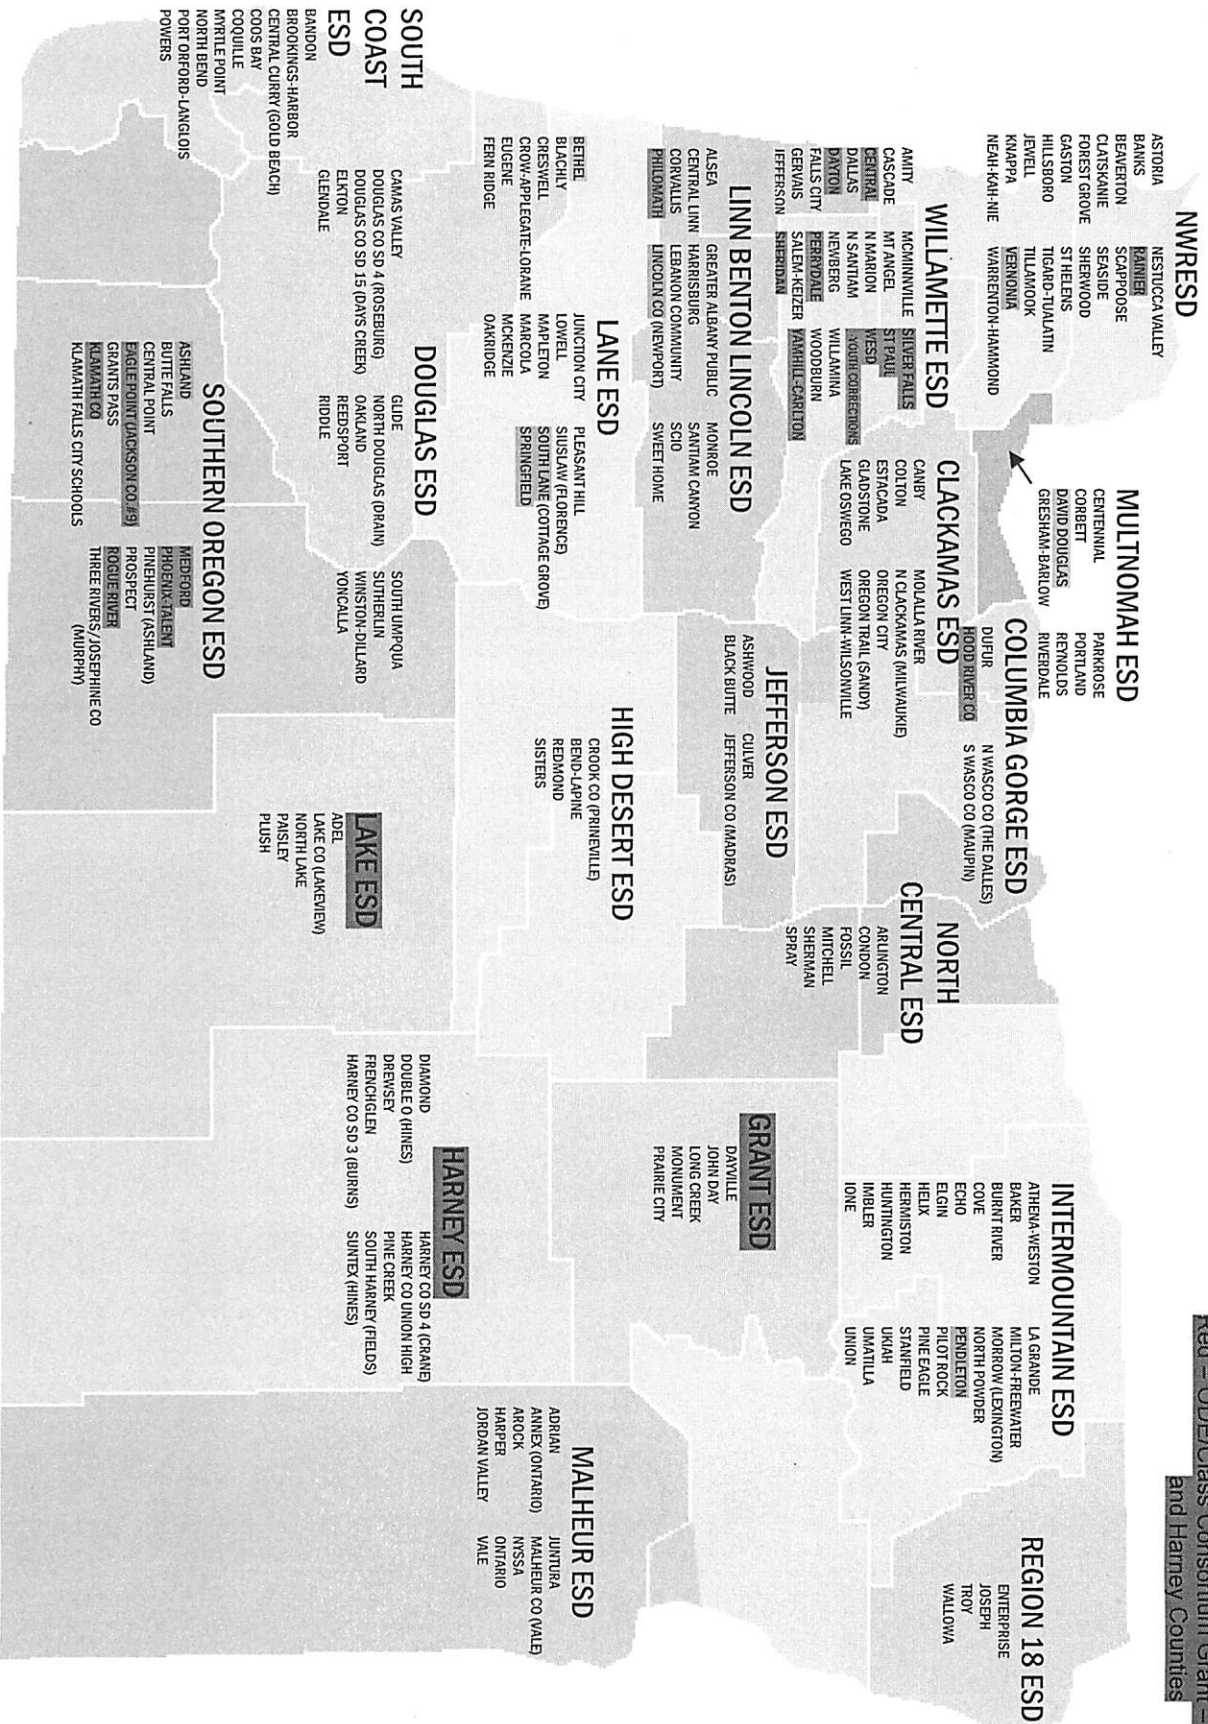 Red – ODE/Class Consortium Grant –
and Harney Counties
NWRESD
ASTORIA
BANKS
BEAVERTON
CLATSKANIE
FOREST GROVE
GASTON
HILLSBORO
JEWEL
KNAPPA
NEAH-KAH-NIE
NESTUCCA VALLEY
RAINIER
SCAPPOOSE
SEASIDE
SHERWOOD
ST HELENS
TIGARD-TUALATIN
TILLAMOOK
VERNONIA
WARRENTON-HAMMOND
MULTNOMAH ESD
CENTENNIAL
CORBETT
DAVID DOUGLAS
GRESHAM-BARLOW
PARKROSE
PORTLAND
REYNOLDS
RIVERDALE
COLUMBIA GORGE ESD
DUFUR
HOOD RIVER CO
N WASCO CO (THE DALLES)
S WASCO CO (MAUPIN)
NORTH
CENTRAL ESD
ARLINGTON
CONDON
FOSSIL
MITCHELL
SHERMAN
SPRAY
INTERMOUNTAIN ESD
ATHENA-WESTON
BAKER
BURNT RIVER
COVE
ECHO
ELGIN
HELIX
HERMISTON
HUNTINGTON
IMBLER
IONE
LA GRANDE
MILTON-FREEWATER
MORROW (LEXINGTON)
NORTH POWDER
PENDLETON
PILOT ROCK
PINE EAGLE
STANFIELD
UKIAH
UMATILLA
UNION
REGION 18 ESD
ENTERPRISE
JOSEPH
TROY
WALLOWA
WILLAMETTE ESD
AMITY
CASCADE
CENTRAL
DALLAS
DAYTON
FALLS CITY
GERVAIS
JEFFERSON
MCMINNVILLE
MT ANGEL
N MARION
N SANTIAM
NEWBERG
PERRYDALE
SALEM-KEIZER
SHERIDAN
SILVER FALLS
ST PAUL
WESD
YOUTH CORRECTIONS
WILLAMINA
WOODBURN
YAMHILL-CARLTON
CLACKAMAS ESD
CANBY
COLTON
ESTACADA
GLADSTONE
LAKE OSWEGO
MOLALLA RIVER
N CLACKAMAS (MILWAUKIE)
OREGON CITY
OREGON TRAIL (SANDY)
WEST LINN-WILSONVILLE
LINN BENTON LINCOLN ESD
ALSEA
CENTRAL LINN
CORVALLIS
PHILOMATH
GREATER ALBANY PUBLIC
HARRISBURG
LEBANON COMMUNITY
LINCOLN CO (NEWPORT)
MONROE
SANTIAM CANYON
SCIO
SWEET HOME
JEFFERSON ESD
ASHWOOD
BLACK BUTTE
CULVER
JEFFERSON CO (MADRAS)
GRANT ESD
DAYVILLE
JOHN DAY
LONG CREEK
MONUMENT
PRAIRIE CITY
LANE ESD
BETHEL
BLACHLY
CRESWELL
CROW-APPLEGATE-LORANE
EUGENE
FERN RIDGE
JUNCTION CITY
LOWELL
MAPLETON
MARCOLA
MCKENZIE
OAKRIDGE
PLEASANT HILL
SIUSLAW (FLORENCE)
SOUTH LANE (COTTAGE GROVE)
SPRINGFIELD
HIGH DESERT ESD
CROOK CO (PRINEVILLE)
BEND-LAPINE
REDMOND
SISTERS
MALHEUR ESD
ADRIAN
ANNEX (ONTARIO)
AROCK
HARPER
JORDAN VALLEY
JUNTURA
MALHEUR CO (VALE)
NYSSA
ONTARIO
VALE
SOUTH
COAST
ESD
BANDON
BROOKINGS-HARBOR
CENTRAL CURRY (GOLD BEACH)
COOS BAY
COQUILLE
MYRTLE POINT
NORTH BEND
PORT ORFORD-LANGLOIS
POWERS
DOUGLAS ESD
CAMAS VALLEY
DOUGLAS CO SD 4 (ROSEBURG)
DOUGLAS CO SD 15 (DAYS CREEK)
ELKTON
GLENDALE
GLIDE
NORTH DOUGLAS (DRAIN)
OAKLAND
REEDSPORT
RIDDLE
SOUTH UMPQUA
SUTHERLIN
WINSTON-DILLARD
YONCALLA
LAKE ESD
ADEL
LAKE CO (LAKEVIEW)
NORTH LAKE
PAISLEY
PLUSH
HARNEY ESD
DIAMOND
DOUBLE O (HINES)
DREWSEY
FRENCHGLEN
HARNEY CO SD 3 (BURNS)
HARNEY CO SD 4 (CRANE)
HARNEY CO UNION HIGH
PINE CREEK
SOUTH HARNEY (FIELDS)
SUNTEX (HINES)
SOUTHERN OREGON ESD
ASHLAND
BUTTE FALLS
CENTRAL POINT
EAGLE POINT (JACKSON CO.#9)
GRANTS PASS
KLAMATH CO
KLAMATH FALLS CITY SCHOOLS
MEDFORD
PHOENIX-TALENT
PINEHURST (ASHLAND)
PROSPECT
ROGUE RIVER
THREE RIVERS/JOSEPHINE CO
(MURPHY)